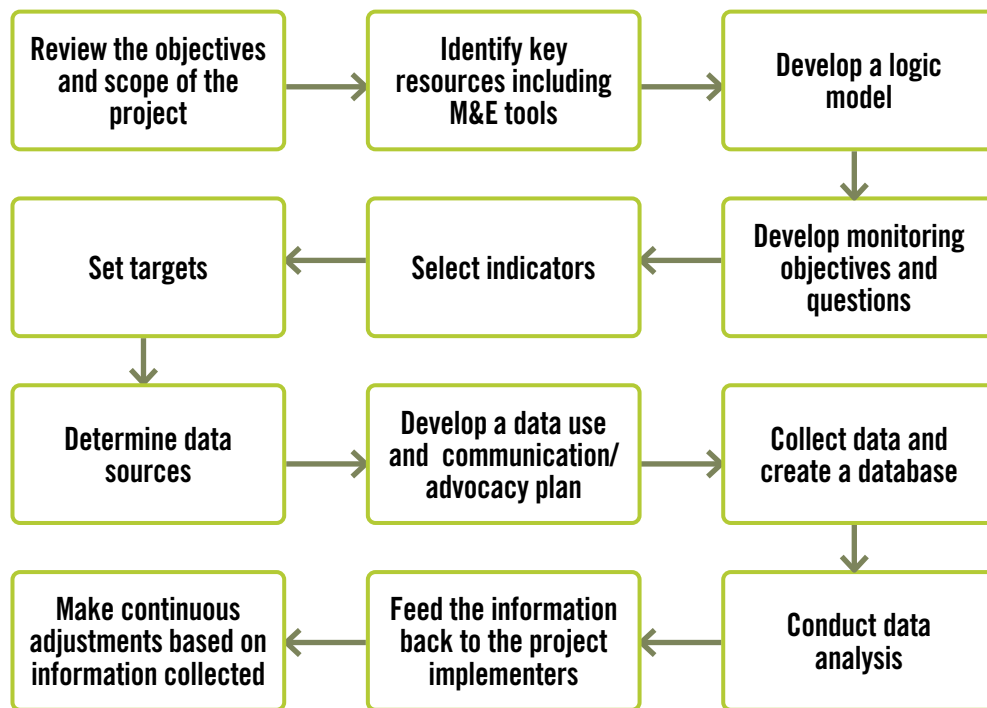 Review the objectives
and scope of the
project
Identify key
resources including
M&E tools
Develop a logic
model
Develop monitoring
objectives and
questions
Select indicators
Set targets
Determine data
sources
Develop a data use
and communication/
advocacy plan
Collect data and
create a database
Conduct data
analysis
Feed the information
back to the project
implementers
Make continuous
adjustments based on
information collected